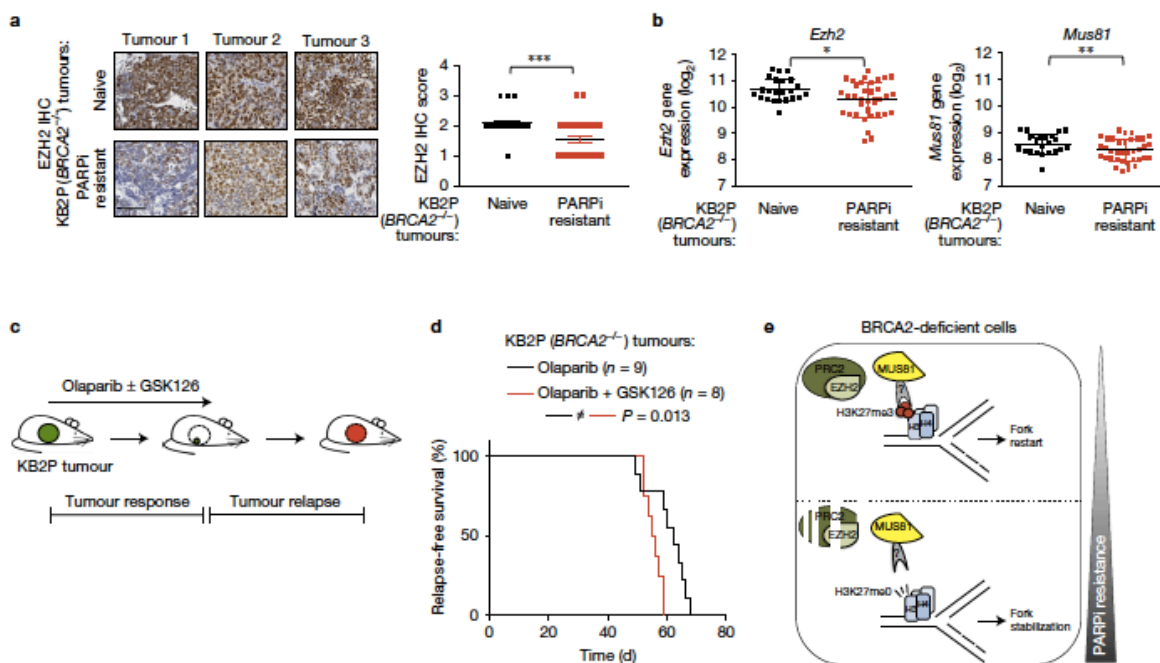 a
EZH2 IHC
KB2P (BRCA2–/–) tumours:
PARPi
resistant
Naive
Tumour 1
Tumour 2
Tumour 3
EZH2 IHC score
4
3
2
1
0
***
KB2P
(BRCA2–/–)
tumours:
Naive
PARPi
resistant
b
Ezh2
*
Ezh2 gene
expression (log2)
12
11
10
9
8
7
KB2P
(BRCA2–/–)
tumours:
Naive
PARPi
resistant
Mus81
**
Mus81 gene
expression (log2)
13
12
11
10
9
8
7
KB2P
(BRCA2–/–)
tumours:
Naive
PARPi
resistant
c
Olaparib ± GSK126
KB2P tumour
Tumour response
Tumour relapse
d
KB2P (BRCA2–/–) tumours:
Olaparib (n = 9)
Olaparib + GSK126 (n = 8)
≠ P = 0.013
Relapse-free survival (%)
100
50
0
0 20 40 60 80
Time (d)
e
BRCA2-deficient cells
PRC2
EZH2
MUS81
?
H3K27me3
H3
H4
Fork
restart
PRC2
EZH2
MUS81
?
H3K27me0
H3
H4
Fork
stabilization
PARPi resistance